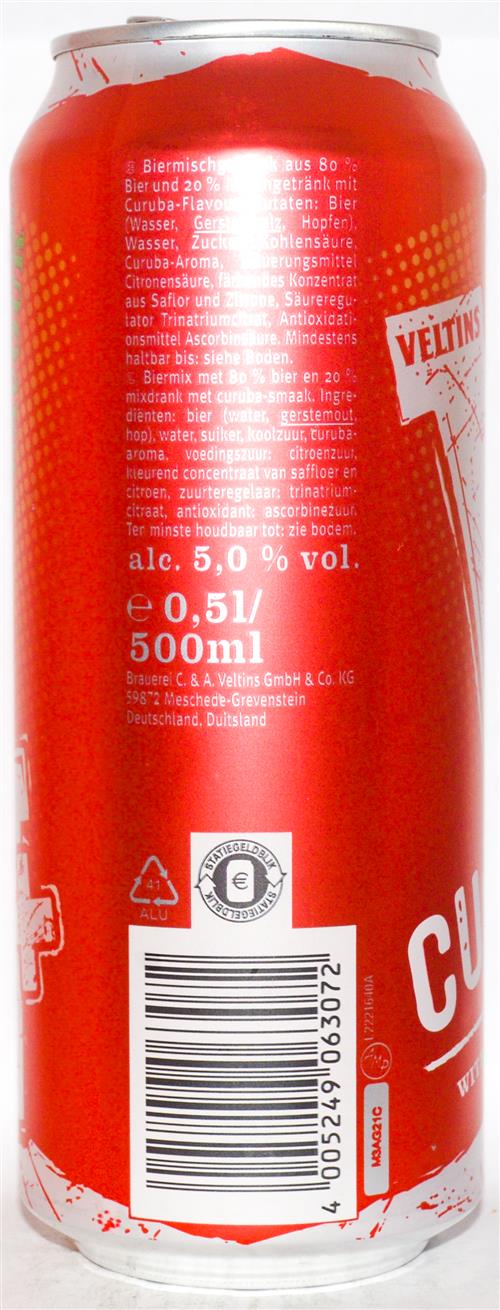 Biermischgetränk aus 80 %
Bier und 20 % Mischgetränk mit
Curuba-Flavour. Zutaten: Bier
(Wasser, Gerstenmalz, Hopfen),
Wasser, Zucker, Kohlensäure,
Curuba-Aroma, Säuerungsmittel
Citronensäure, färbendes Konzentrat
aus Saflor und Zitrone, Säureregu-
lator Trinatriumcitrat, Antioxidati-
onsmittel Ascorbinsäure. Mindestens
haltbar bis: siehe Boden.
Biermix met 80 % bier en 20 %
mixdrank met curuba-smaak. Ingre-
diënten: bier (water, gerstemout,
hop), water, suiker, koolzuur, curuba-
aroma, voedingszuur: citroenzuur,
kleurend concentraat van saffloer en
citroen, zuurteregelaar: trinatrium-
citraat, antioxidant: ascorbinezuur.
Ten minste houdbaar tot: zie bodem.
alc. 5,0 % vol.
℮ 0,5l/
500ml
Brauerei C. & A. Veltins GmbH & Co. KG
59872 Meschede-Grevenstein
Deutschland, Duitsland
VELTINS
STATIEGELDBLIK
€
STATIEGELDBLIK
41
ALU
4 005249 063072
L2221640A
MSAG21C
CU
WIT